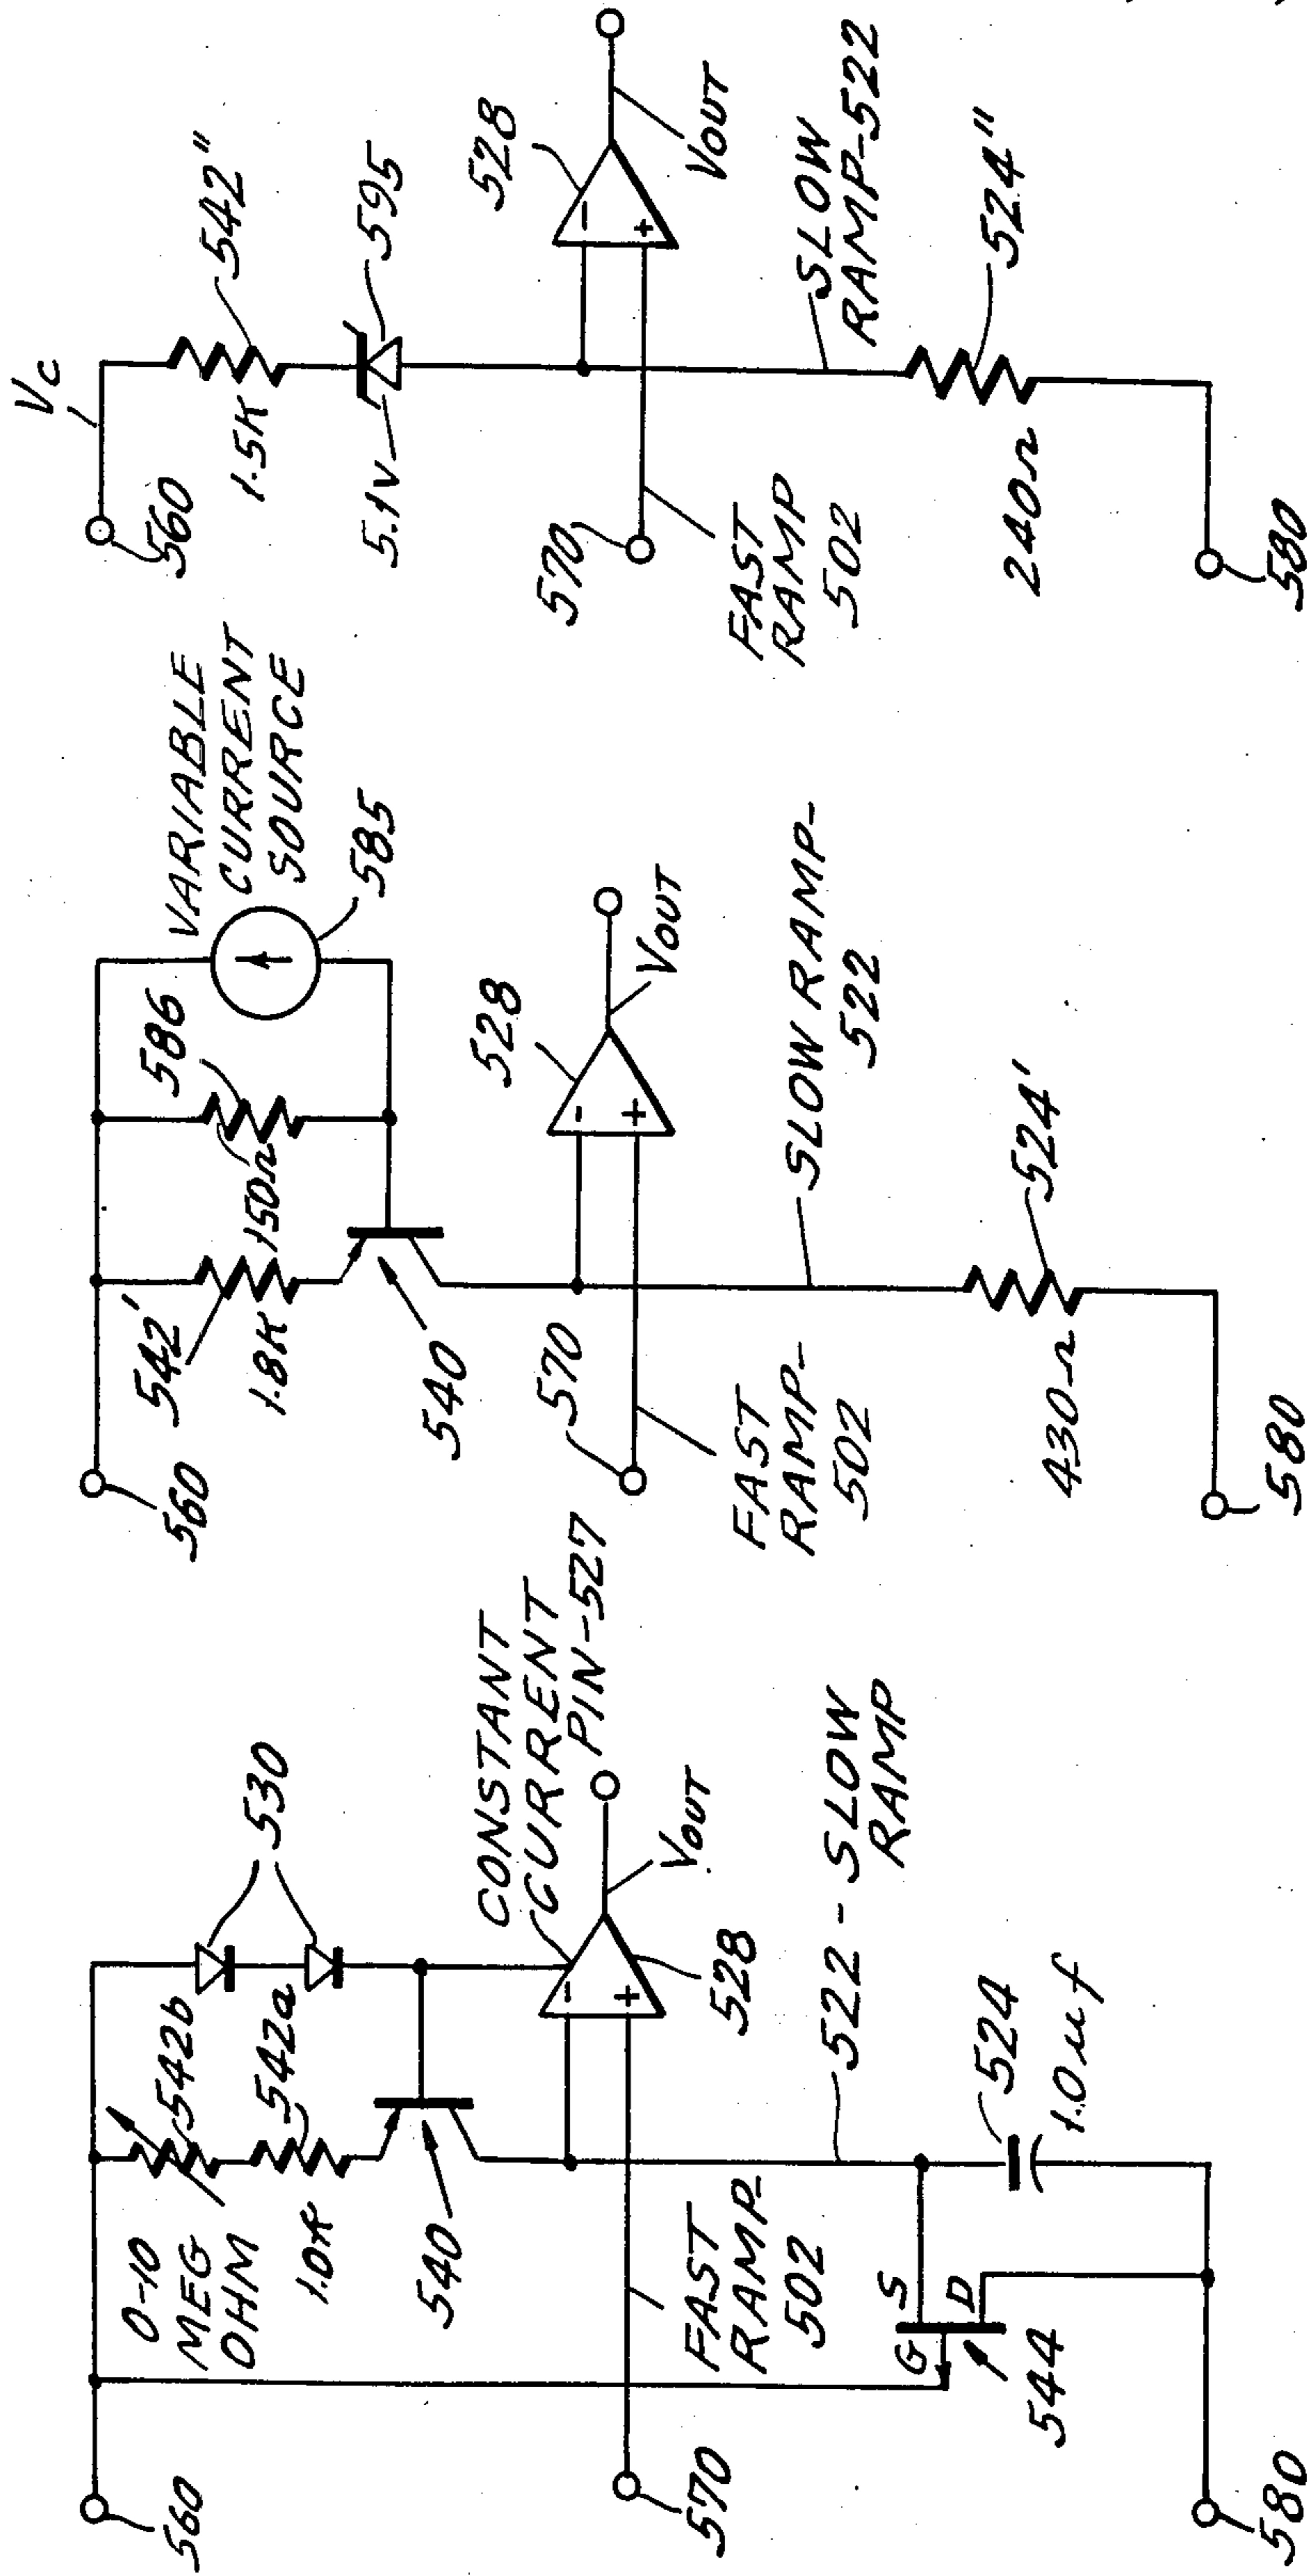 560
0-10
MEG
OHM
542b
542a
1.0K
530
540
CONSTANT
CURRENT
PIN-527
570
FAST
RAMP-
502
528
VOUT
522 - SLOW
RAMP
G
S
D
544
524
1.0uf
580
560
542'
1.8K
586
150Ω
VARIABLE
CURRENT
SOURCE
585
540
570
528
VOUT
FAST
RAMP-
502
SLOW RAMP-
522
524'
430Ω
580
Vc
560
542"
1.5K
595
5.1V
570
528
VOUT
FAST
RAMP
502
SLOW
RAMP-522
524"
240Ω
580
- +
- +
- +